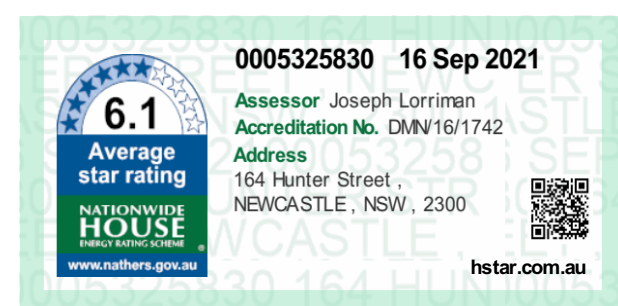 0005325830 16 Sep 2021
Assessor Joseph Lorriman
Accreditation No. DMN/16/1742
Address
164 Hunter Street ,
NEWCASTLE , NSW , 2300
hstar.com.au
6.1
Average
star rating
NATIONWIDE
HOUSE
ENERGY RATING SCHEME ®
www.nathers.gov.au